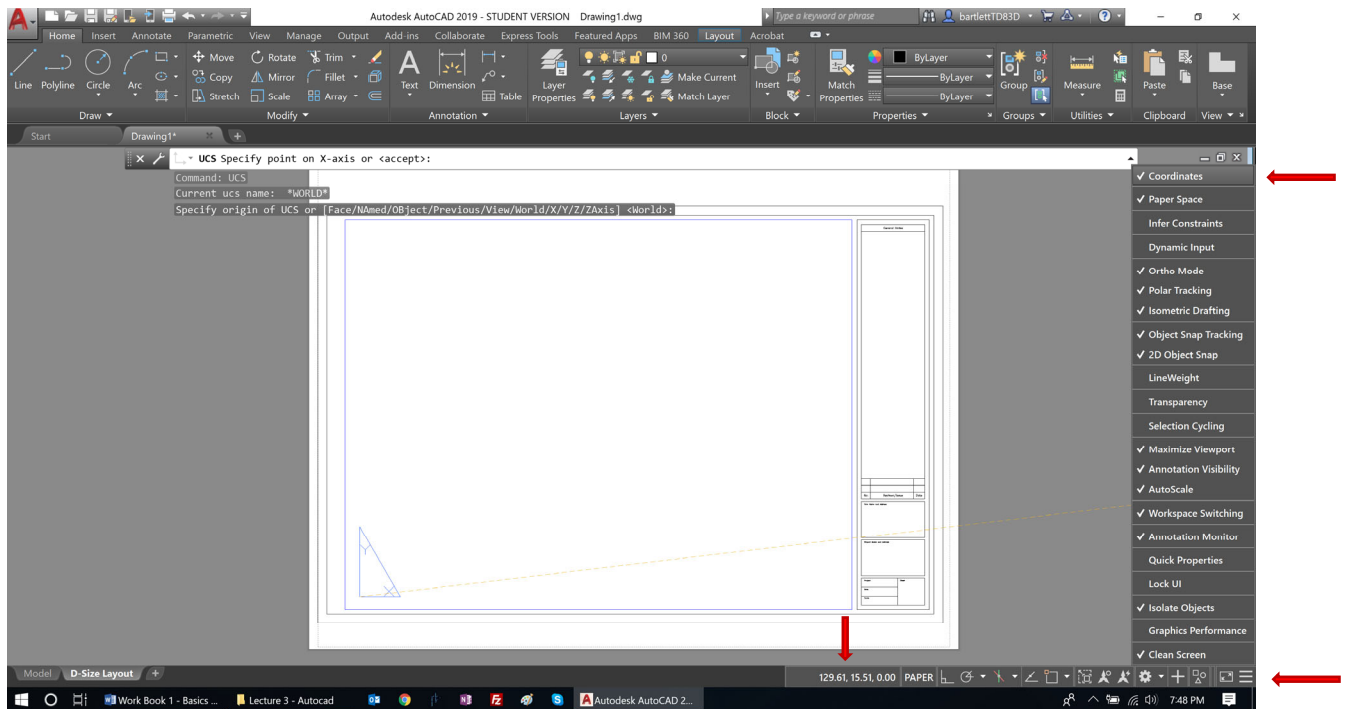 Autodesk AutoCAD 2019 - STUDENT VERSION Drawing1.dwg
Type a keyword or phrase
bartlettTD83D
Home Insert Annotate Parametric View Manage Output Add-ins Collaborate Express Tools Featured Apps BIM 360 Layout Acrobat
Line Polyline Circle Arc
Move Rotate Trim
Copy Mirror Fillet
Stretch Scale Array
Text Dimension Table
Layer Properties
0
Make Current
Match Layer
Insert
Match Properties
ByLayer
ByLayer
ByLayer
Group
Measure
Paste
Base
Draw Modify Annotation Layers Block Properties Groups Utilities Clipboard View
Start Drawing1*
UCS Specify point on X-axis or <accept>:
Command: UCS
Current ucs name: *WORLD*
Specify origin of UCS or [Face/NAmed/OBject/Previous/View/World/X/Y/Z/ZAxis] <World>:
Y
X
Coordinates
Paper Space
Infer Constraints
Dynamic Input
Ortho Mode
Polar Tracking
Isometric Drafting
Object Snap Tracking
2D Object Snap
LineWeight
Transparency
Selection Cycling
Maximize Viewport
Annotation Visibility
AutoScale
Workspace Switching
Annotation Monitor
Quick Properties
Lock UI
Isolate Objects
Graphics Performance
Clean Screen
Model D-Size Layout +
129.61, 15.51, 0.00 PAPER
Work Book 1 - Basics ... Lecture 3 - Autocad Autodesk AutoCAD 2... 7:48 PM